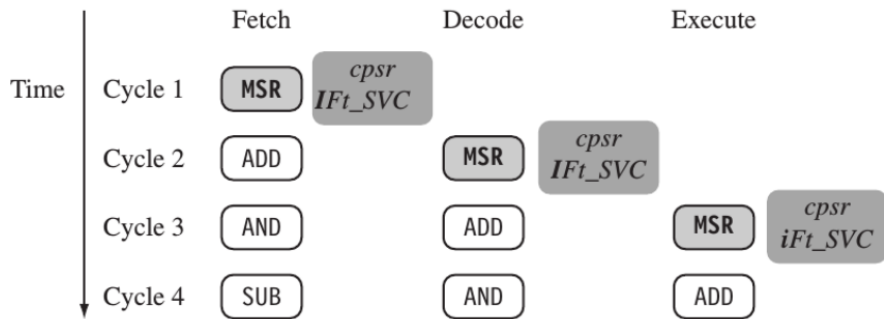 Fetch Decode Execute
Time
Cycle 1 MSR cpsr
IFt_SVC
Cycle 2 ADD MSR cpsr
IFt_SVC
Cycle 3 AND ADD MSR cpsr
iFt_SVC
Cycle 4 SUB AND ADD